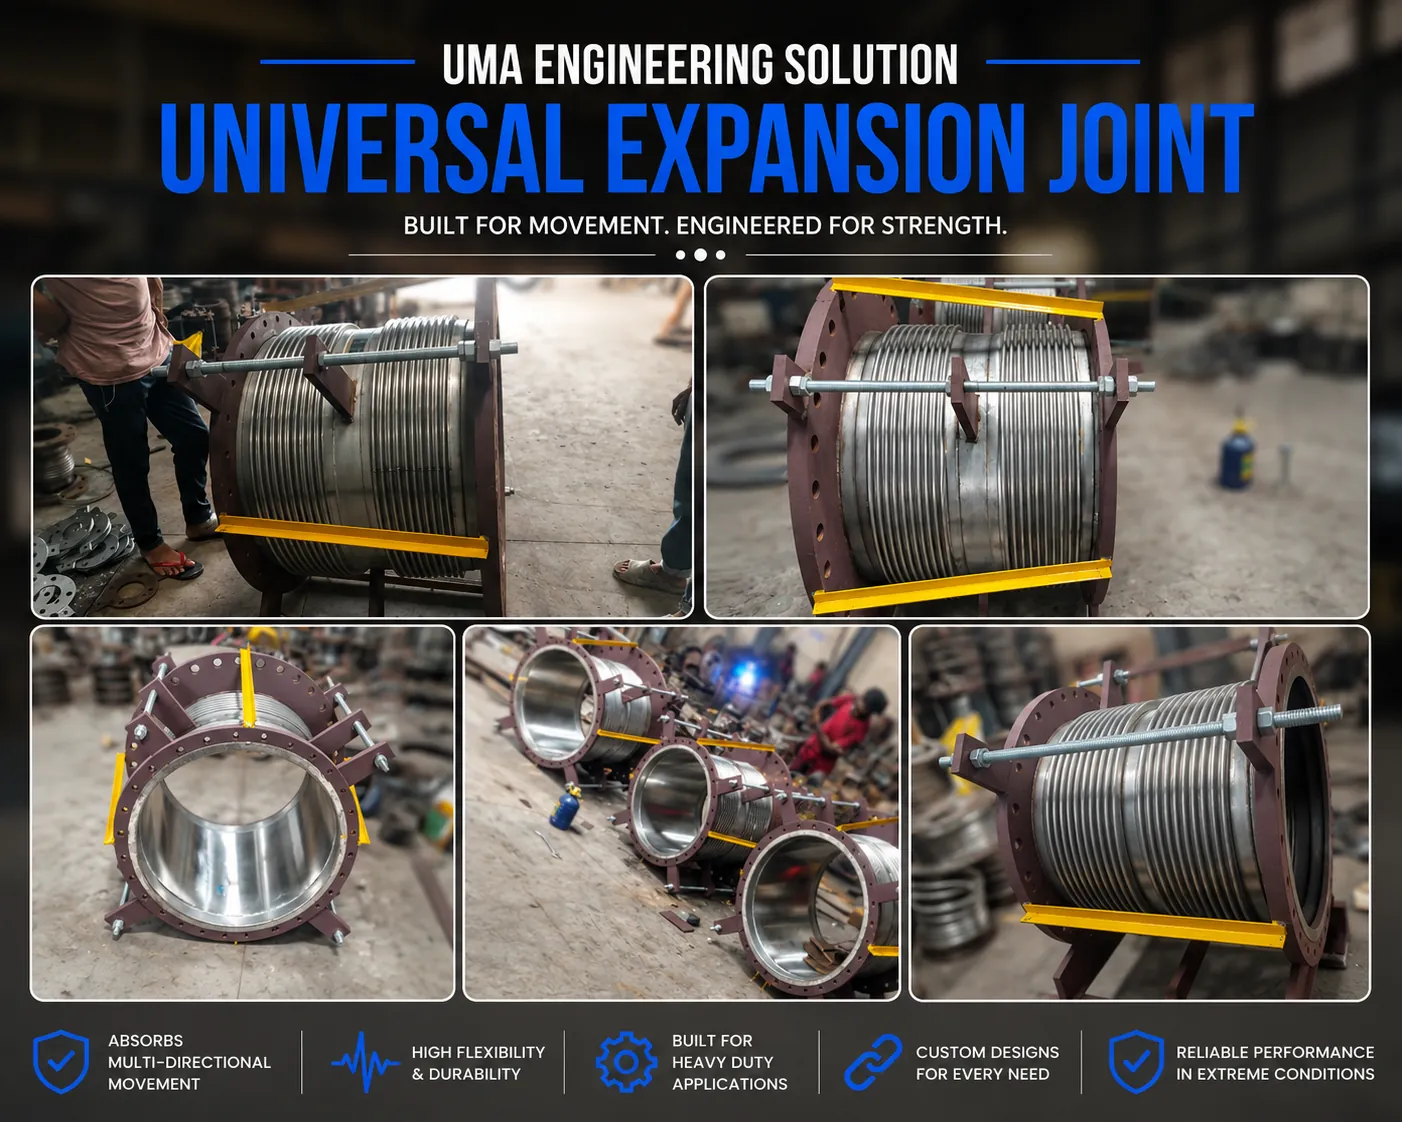 UMA ENGINEERING SOLUTION
UNIVERSAL EXPANSION JOINT
BUILT FOR MOVEMENT. ENGINEERED FOR STRENGTH.
ABSORBS
MULTI-DIRECTIONAL
MOVEMENT
HIGH FLEXIBILITY
& DURABILITY
BUILT FOR
HEAVY DUTY
APPLICATIONS
CUSTOM DESIGNS
FOR EVERY NEED
RELIABLE PERFORMANCE
IN EXTREME CONDITIONS